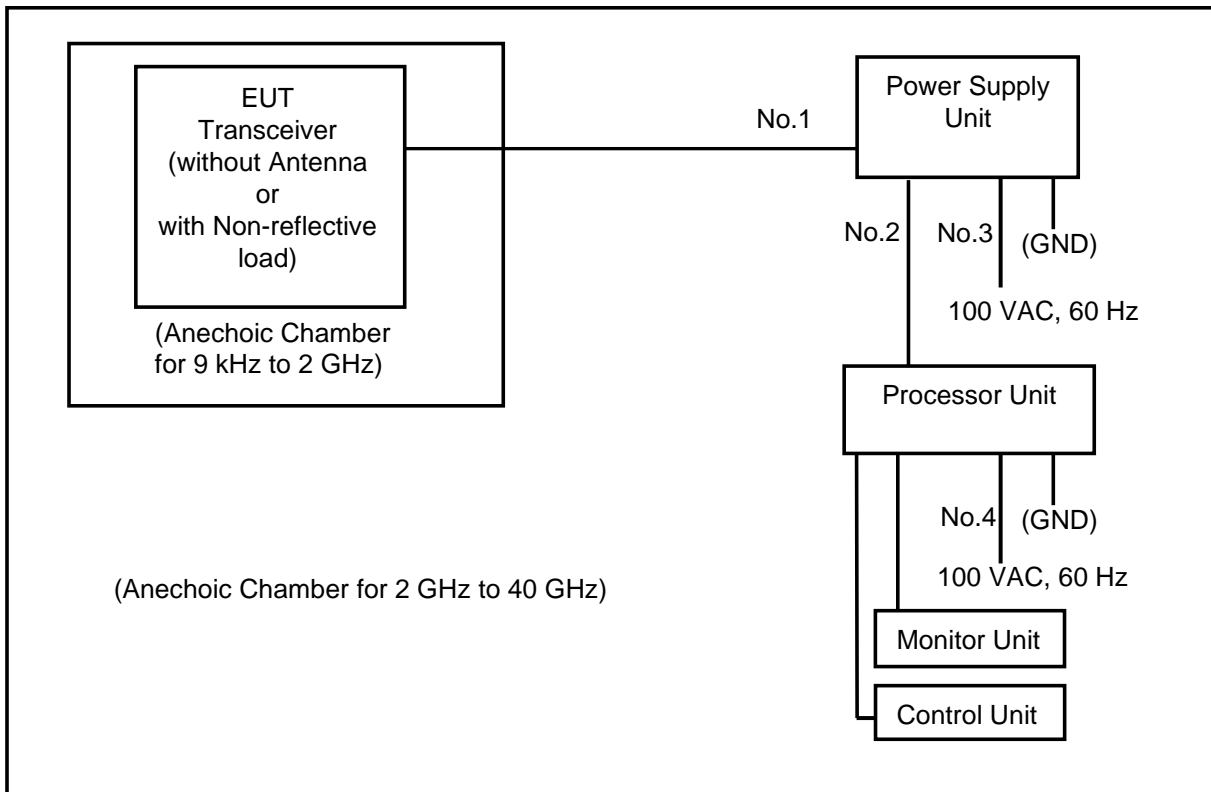 EUT
Transceiver
(without Antenna
or
with Non-reflective
load)
(Anechoic Chamber
for 9 kHz to 2 GHz)
No.1
Power Supply
Unit
No.2
No.3
(GND)
100 VAC, 60 Hz
Processor Unit
No.4
(GND)
100 VAC, 60 Hz
(Anechoic Chamber for 2 GHz to 40 GHz)
Monitor Unit
Control Unit